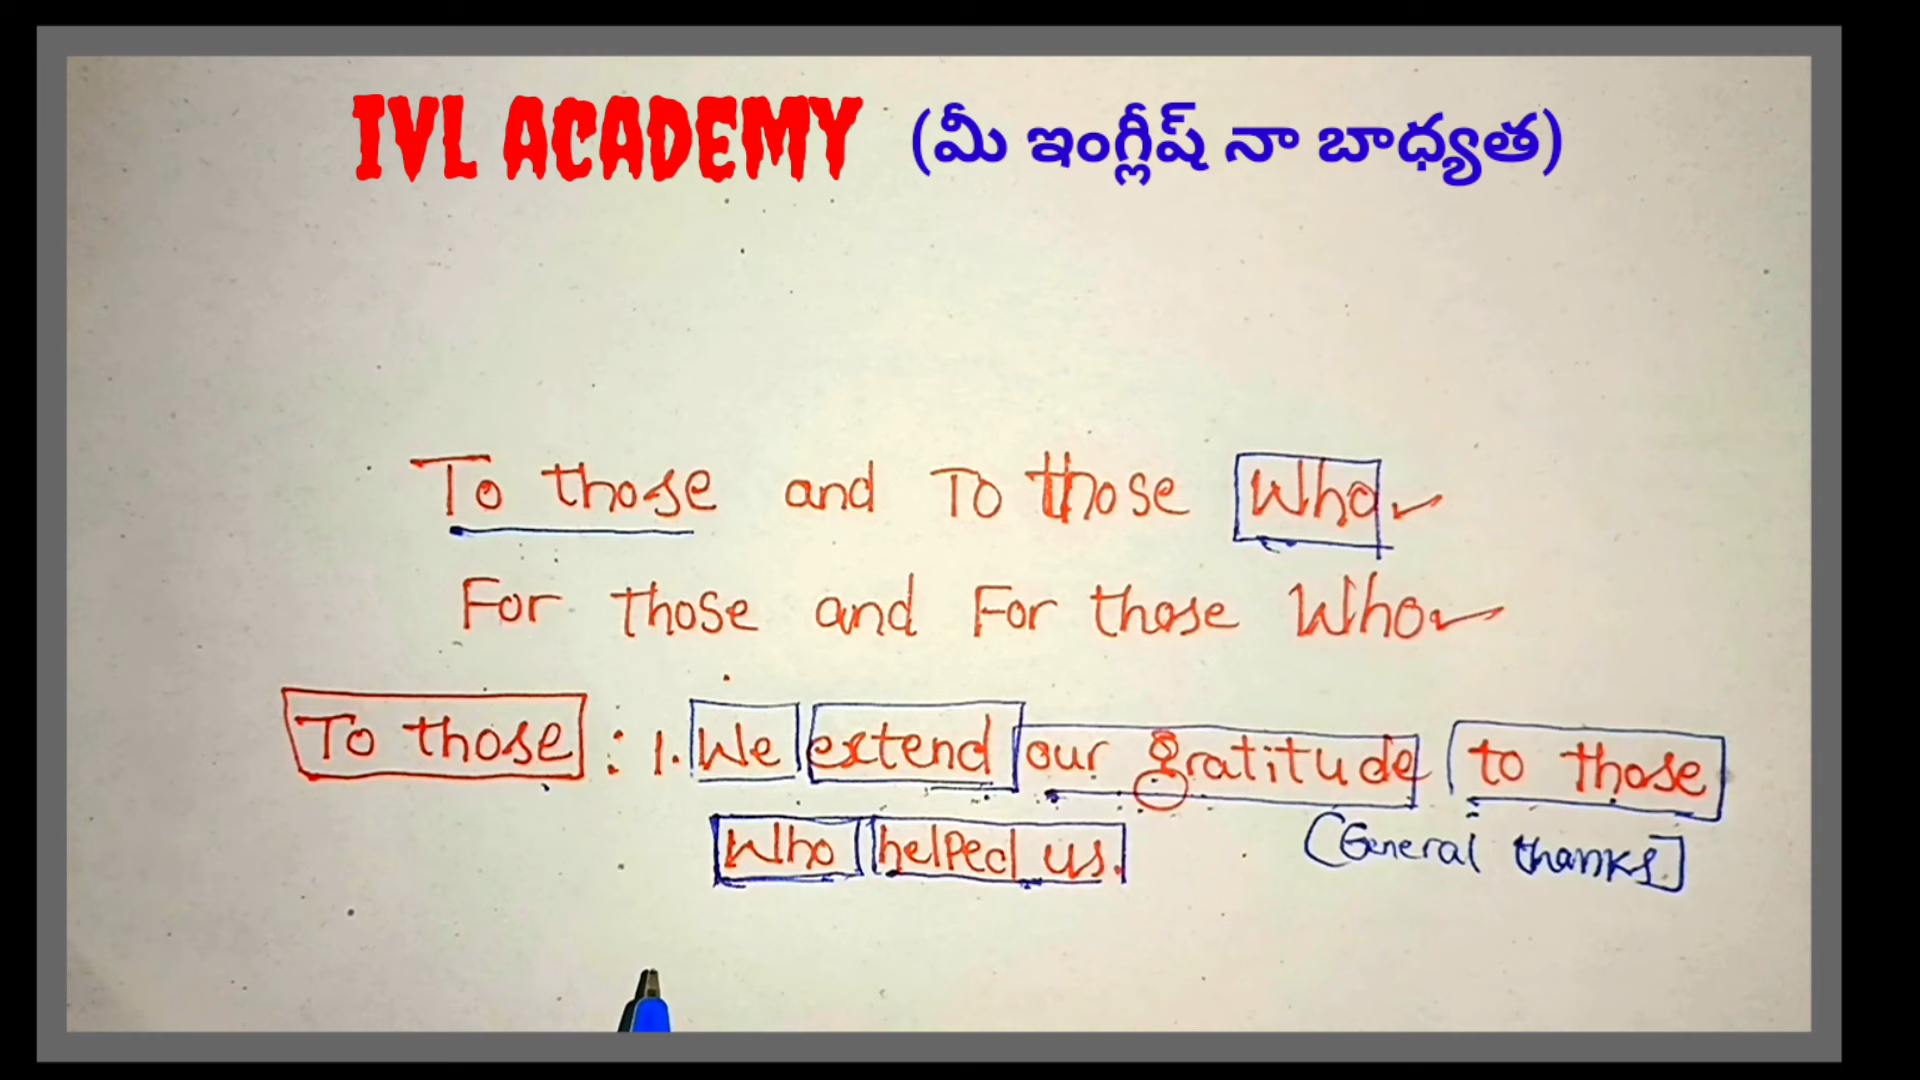 IVL ACADEMY (మీ ఇంగ్లీష్ నా బాధ్యత)
To those and To those Who
For those and For those Who
To those : 1. We extend our gratitude to those
Who helped us.
(General thanks]